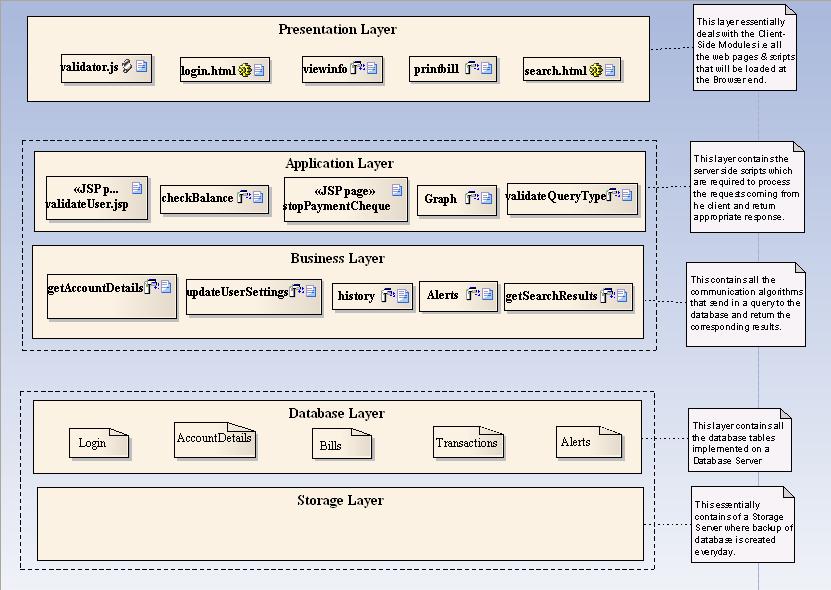 Presentation Layer
validator.js
login.html
viewinfo
printbill
search.html
This layer essentially
deals with the Client-
Side Modules i.e all
the web pages & scripts
that will be loaded at
the Browser end.
Application Layer
«JSP p...
validateUser.jsp
checkBalance
«JSP page»
stopPaymentCheque
Graph
validateQueryType
This layer contains the
server side scripts which
are required to process
the requests coming from
he client and return
appropriate response.
Business Layer
getAccountDetails
updateUserSettings
history
Alerts
getSearchResults
This contains all the
communication algorithms
that send in a query to the
database and return the
corresponding results.
Database Layer
Login
AccountDetails
Bills
Transactions
Alerts
This layer contains all
the database tables
implemented on a
Database Server
Storage Layer
This essentially
contains of a Storage
Server where backup of
database is created
everyday.